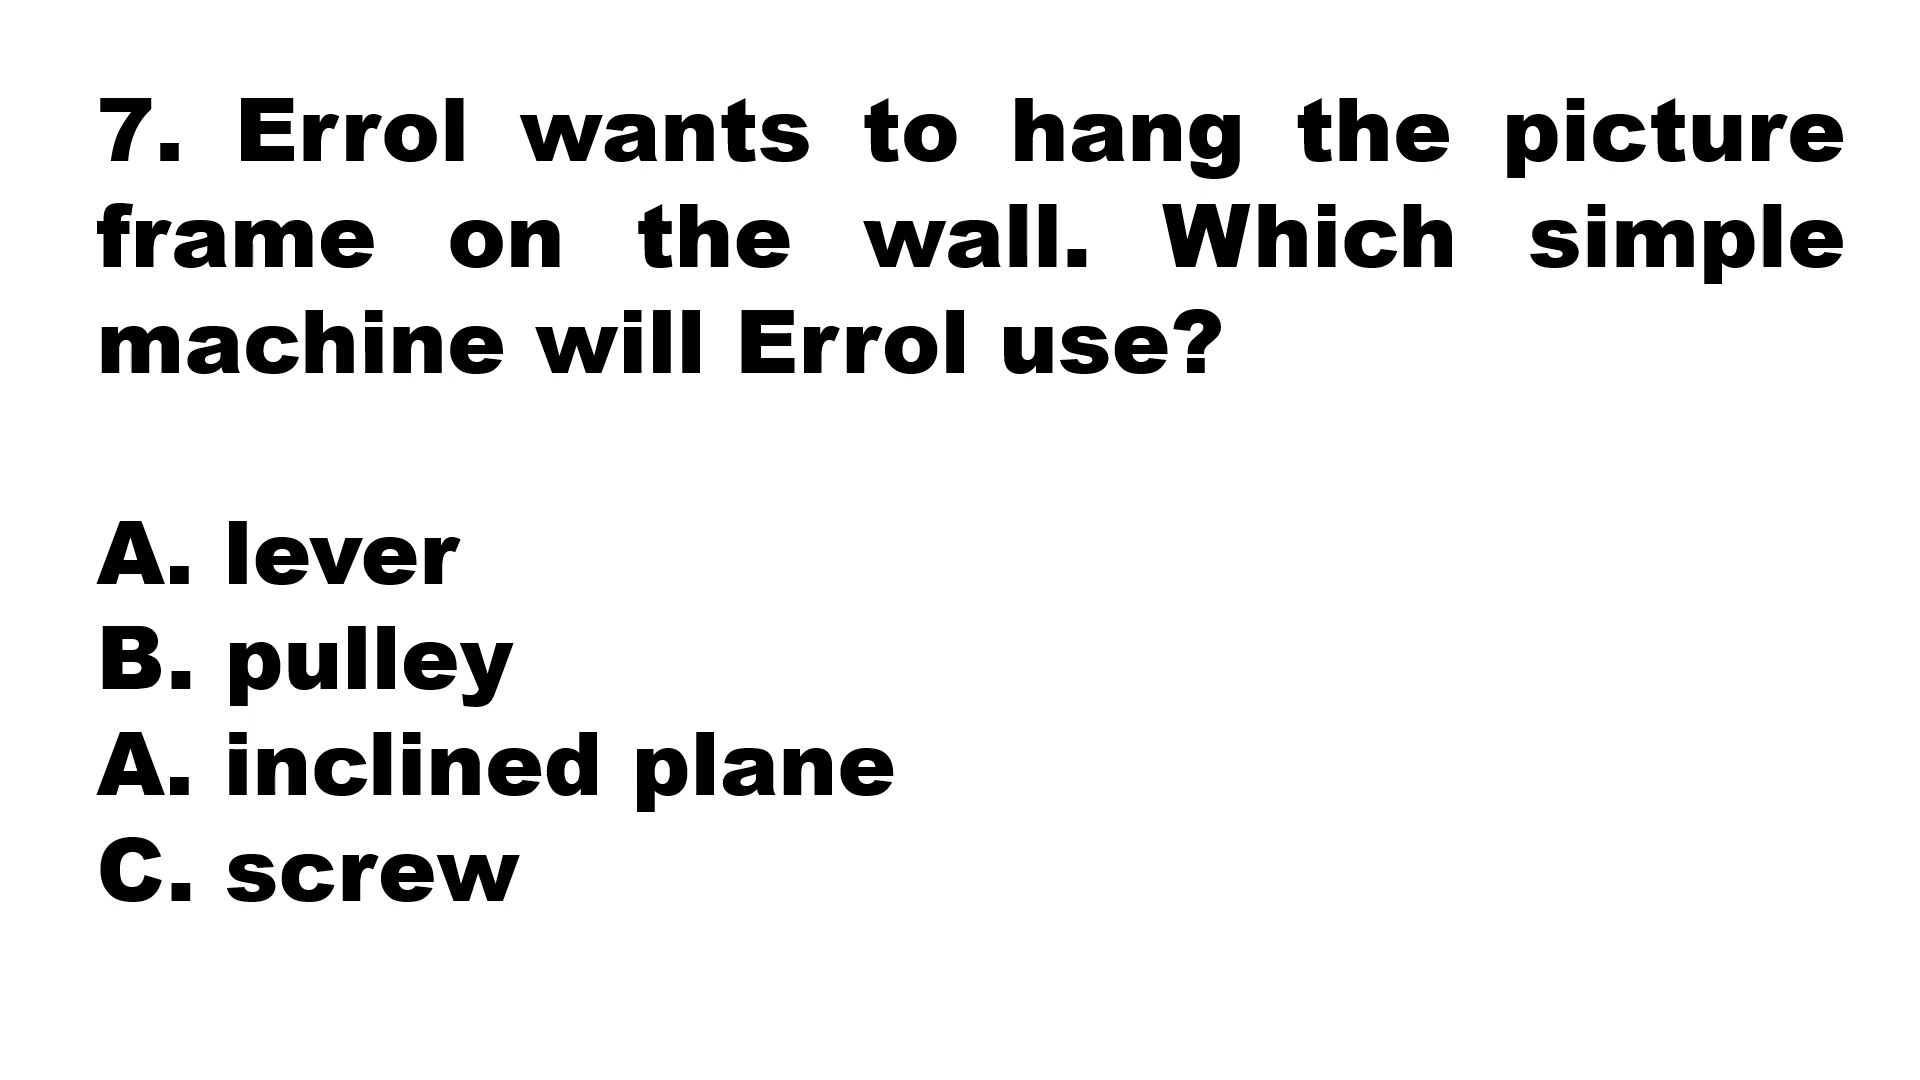 7. Errol wants to hang the picture
frame on the wall. Which simple
machine will Errol use?
A. lever
B. pulley
A. inclined plane
C. screw